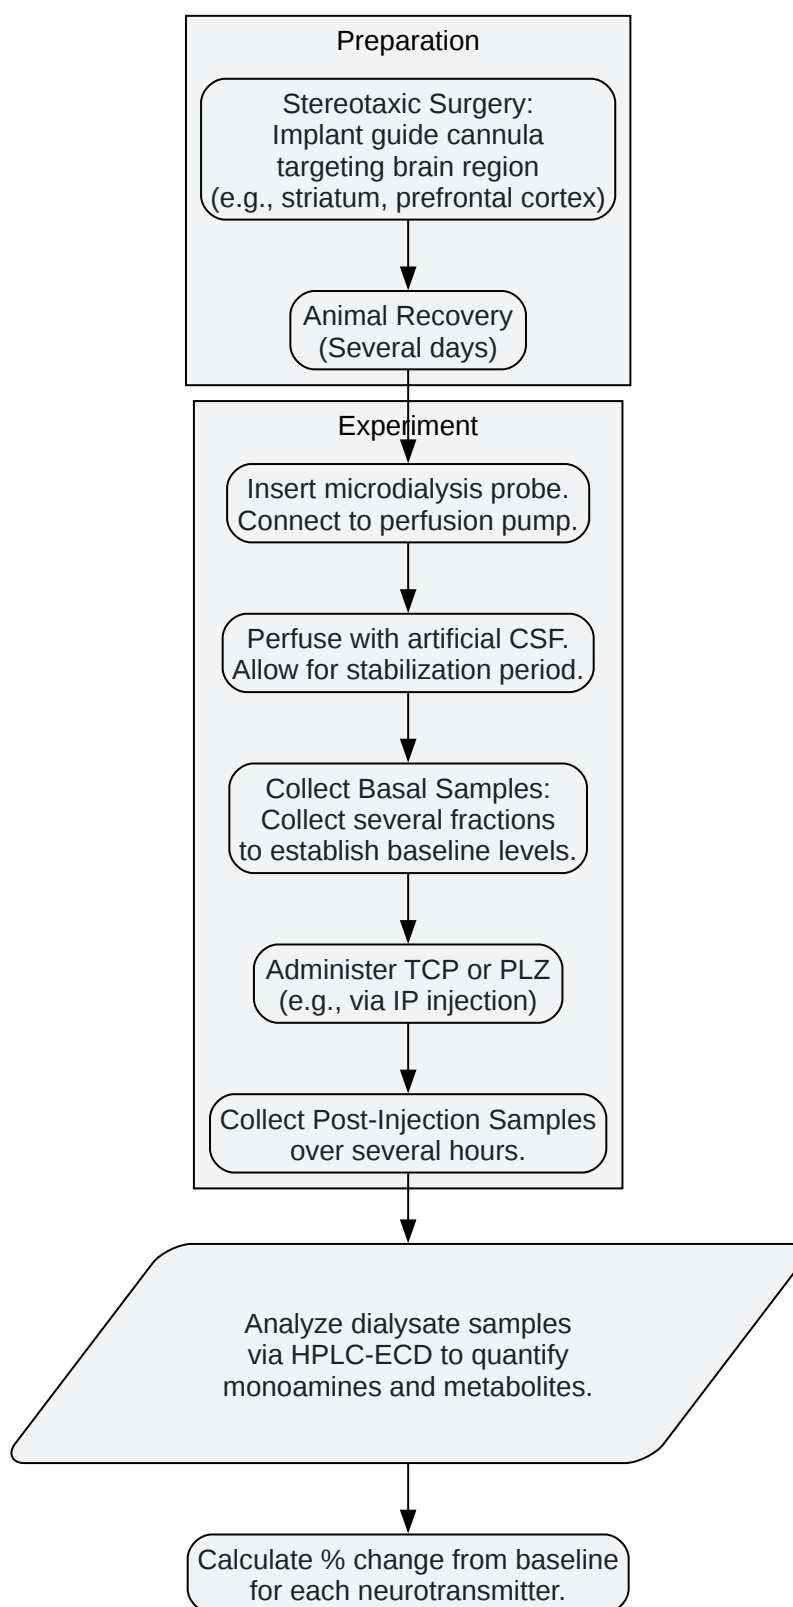 Preparation
Stereotaxic Surgery:
Implant guide cannula
targeting brain region
(e.g., striatum, prefrontal cortex)
Animal Recovery
(Several days)
Experiment
Insert microdialysis probe.
Connect to perfusion pump.
Perfuse with artificial CSF.
Allow for stabilization period.
Collect Basal Samples:
Collect several fractions
to establish baseline levels.
Administer TCP or PLZ
(e.g., via IP injection)
Collect Post-Injection Samples
over several hours.
Analyze dialysate samples
via HPLC-ECD to quantify
monoamines and metabolites.
Calculate % change from baseline
for each neurotransmitter.